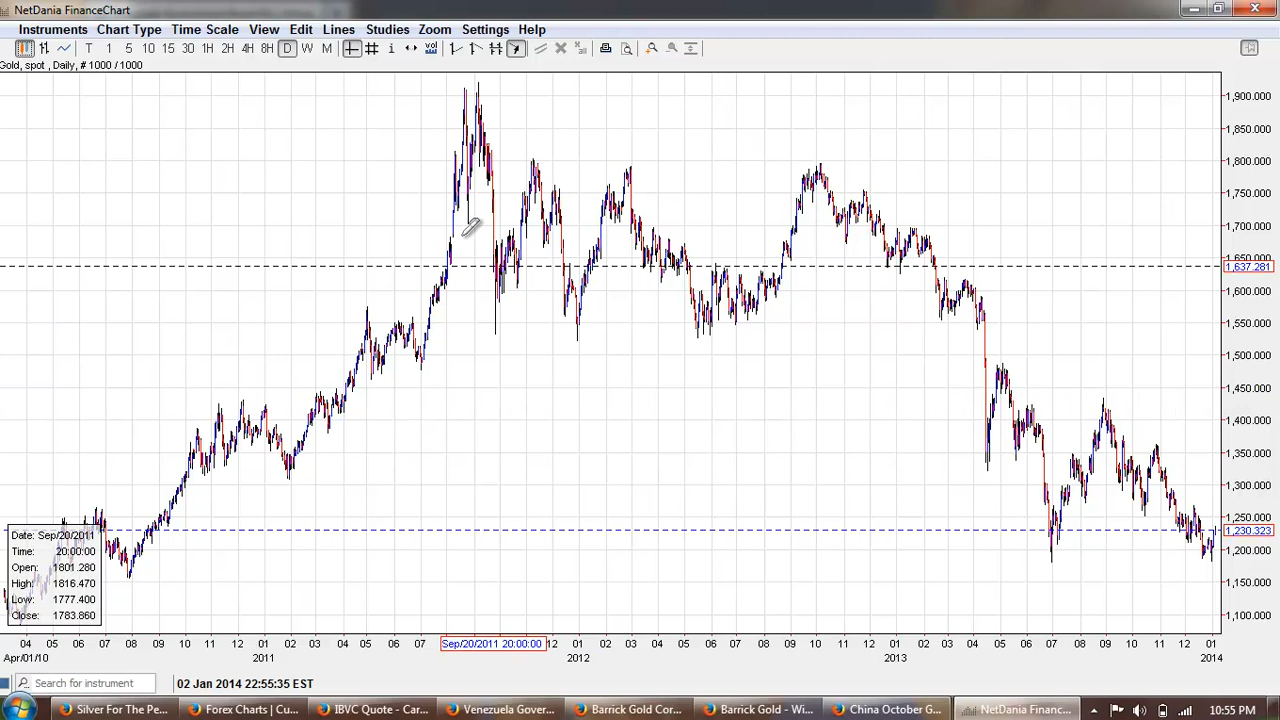 NetDania FinanceChart
Instruments Chart Type Time Scale View Edit Lines Studies Zoom Settings Help
T 1 5 10 15 30 1H 2H 4H 8H D W M i vol
Gold, spot , Daily, # 1000 / 1000
1,900.000
1,850.000
1,800.000
1,750.000
1,700.000
1,650.000
1,637.281
1,600.000
1,550.000
1,500.000
1,450.000
1,400.000
1,350.000
1,300.000
1,250.000
1,230.323
1,200.000
1,150.000
1,100.000
Date: Sep/20/2011
Time: 20:00:00
Open: 1801.280
High: 1816.470
Low: 1777.400
Close: 1783.860
04 05 06 07 08 09 10 11 12 01 02 03 04 05 06 07 Sep/20/2011 20:00:00 12 01 02 03 04 05 06 07 08 09 10 11 12 01 02 03 04 05 06 07 08 09 10 11 12 01
Apr/01/10 2011 2012 2013 2014
Search for instrument 02 Jan 2014 22:55:35 EST
Silver For The Pe... Forex Charts | Cu... IBVC Quote - Car... Venezuela Gover... Barrick Gold Cor... Barrick Gold - Wi... China October G... NetDania Financ... 10:55 PM